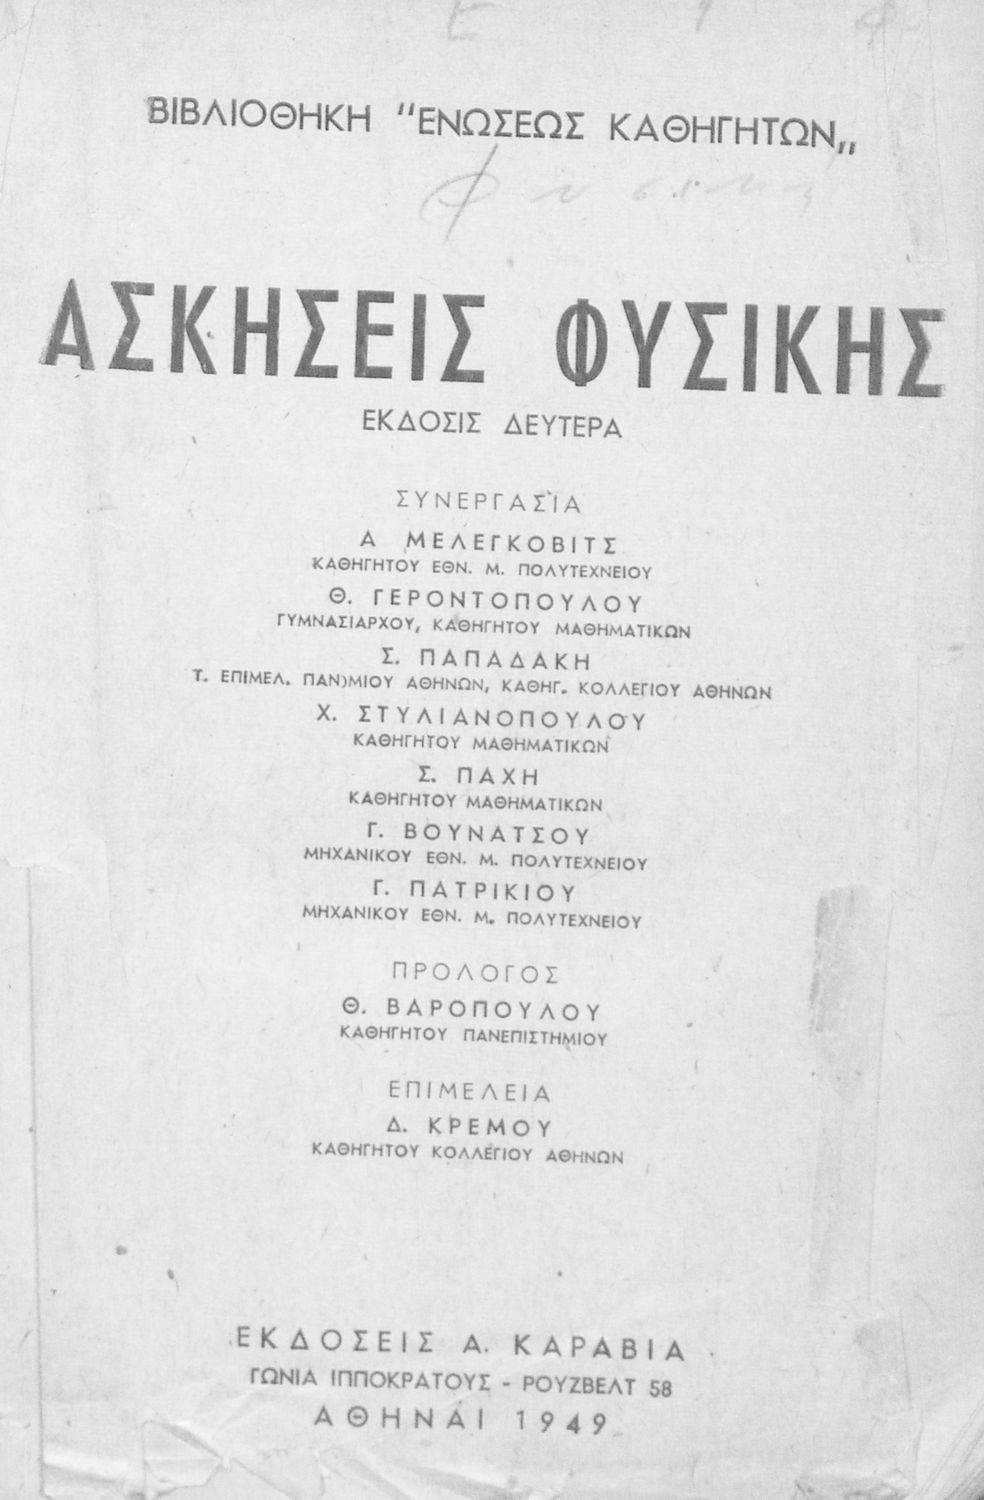 ΒΙΒΛΙΟΘΗΚΗ "ΕΝΩΣΕΩΣ ΚΑΘΗΓΗΤΩΝ„
ΑΣΚΗΣΕΙΣ ΦΥΣΙΚΗΣ
ΕΚΔΟΣΙΣ ΔΕΥΤΕΡΑ
ΣΥΝΕΡΓΑΣΙΑ
Α ΜΕΛΕΓΚΟΒΙΤΣ
ΚΑΘΗΓΗΤΟΥ ΕΘΝ. Μ. ΠΟΛΥΤΕΧΝΕΙΟΥ
Θ. ΓΕΡΟΝΤΟΠΟΥΛΟΥ
ΓΥΜΝΑΣΙΑΡΧΟΥ, ΚΑΘΗΓΗΤΟΥ ΜΑΘΗΜΑΤΙΚΩΝ
Σ. ΠΑΠΑΔΑΚΗ
Τ. ΕΠΙΜΕΛ. ΠΑΝ)ΜΙΟΥ ΑΘΗΝΩΝ, ΚΑΘΗΓ. ΚΟΛΛΕΓΙΟΥ ΑΘΗΝΩΝ
Χ. ΣΤΥΛΙΑΝΟΠΟΥΛΟΥ
ΚΑΘΗΓΗΤΟΥ ΜΑΘΗΜΑΤΙΚΩΝ
Σ. ΠΑΧΗ
ΚΑΘΗΓΗΤΟΥ ΜΑΘΗΜΑΤΙΚΩΝ
Γ. ΒΟΥΝΑΤΣΟΥ
ΜΗΧΑΝΙΚΟΥ ΕΘΝ. Μ. ΠΟΛΥΤΕΧΝΕΙΟΥ
Γ. ΠΑΤΡΙΚΙΟΥ
ΜΗΧΑΝΙΚΟΥ ΕΘΝ. Μ. ΠΟΛΥΤΕΧΝΕΙΟΥ
ΠΡΟΛΟΓΟΣ
Θ. ΒΑΡΟΠΟΥΛΟΥ
ΚΑΘΗΓΗΤΟΥ ΠΑΝΕΠΙΣΤΗΜΙΟΥ
ΕΠΙΜΕΛΕΙΑ
Δ. ΚΡΕΜΟΥ
ΚΑΘΗΓΗΤΟΥ ΚΟΛΛΕΓΙΟΥ ΑΘΗΝΩΝ
ΕΚΔΟΣΕΙΣ Α. ΚΑΡΑΒΙΑ
ΓΩΝΙΑ ΙΠΠΟΚΡΑΤΟΥΣ - ΡΟΥΖΒΕΛΤ 58
ΑΘΗΝΑΙ 1949